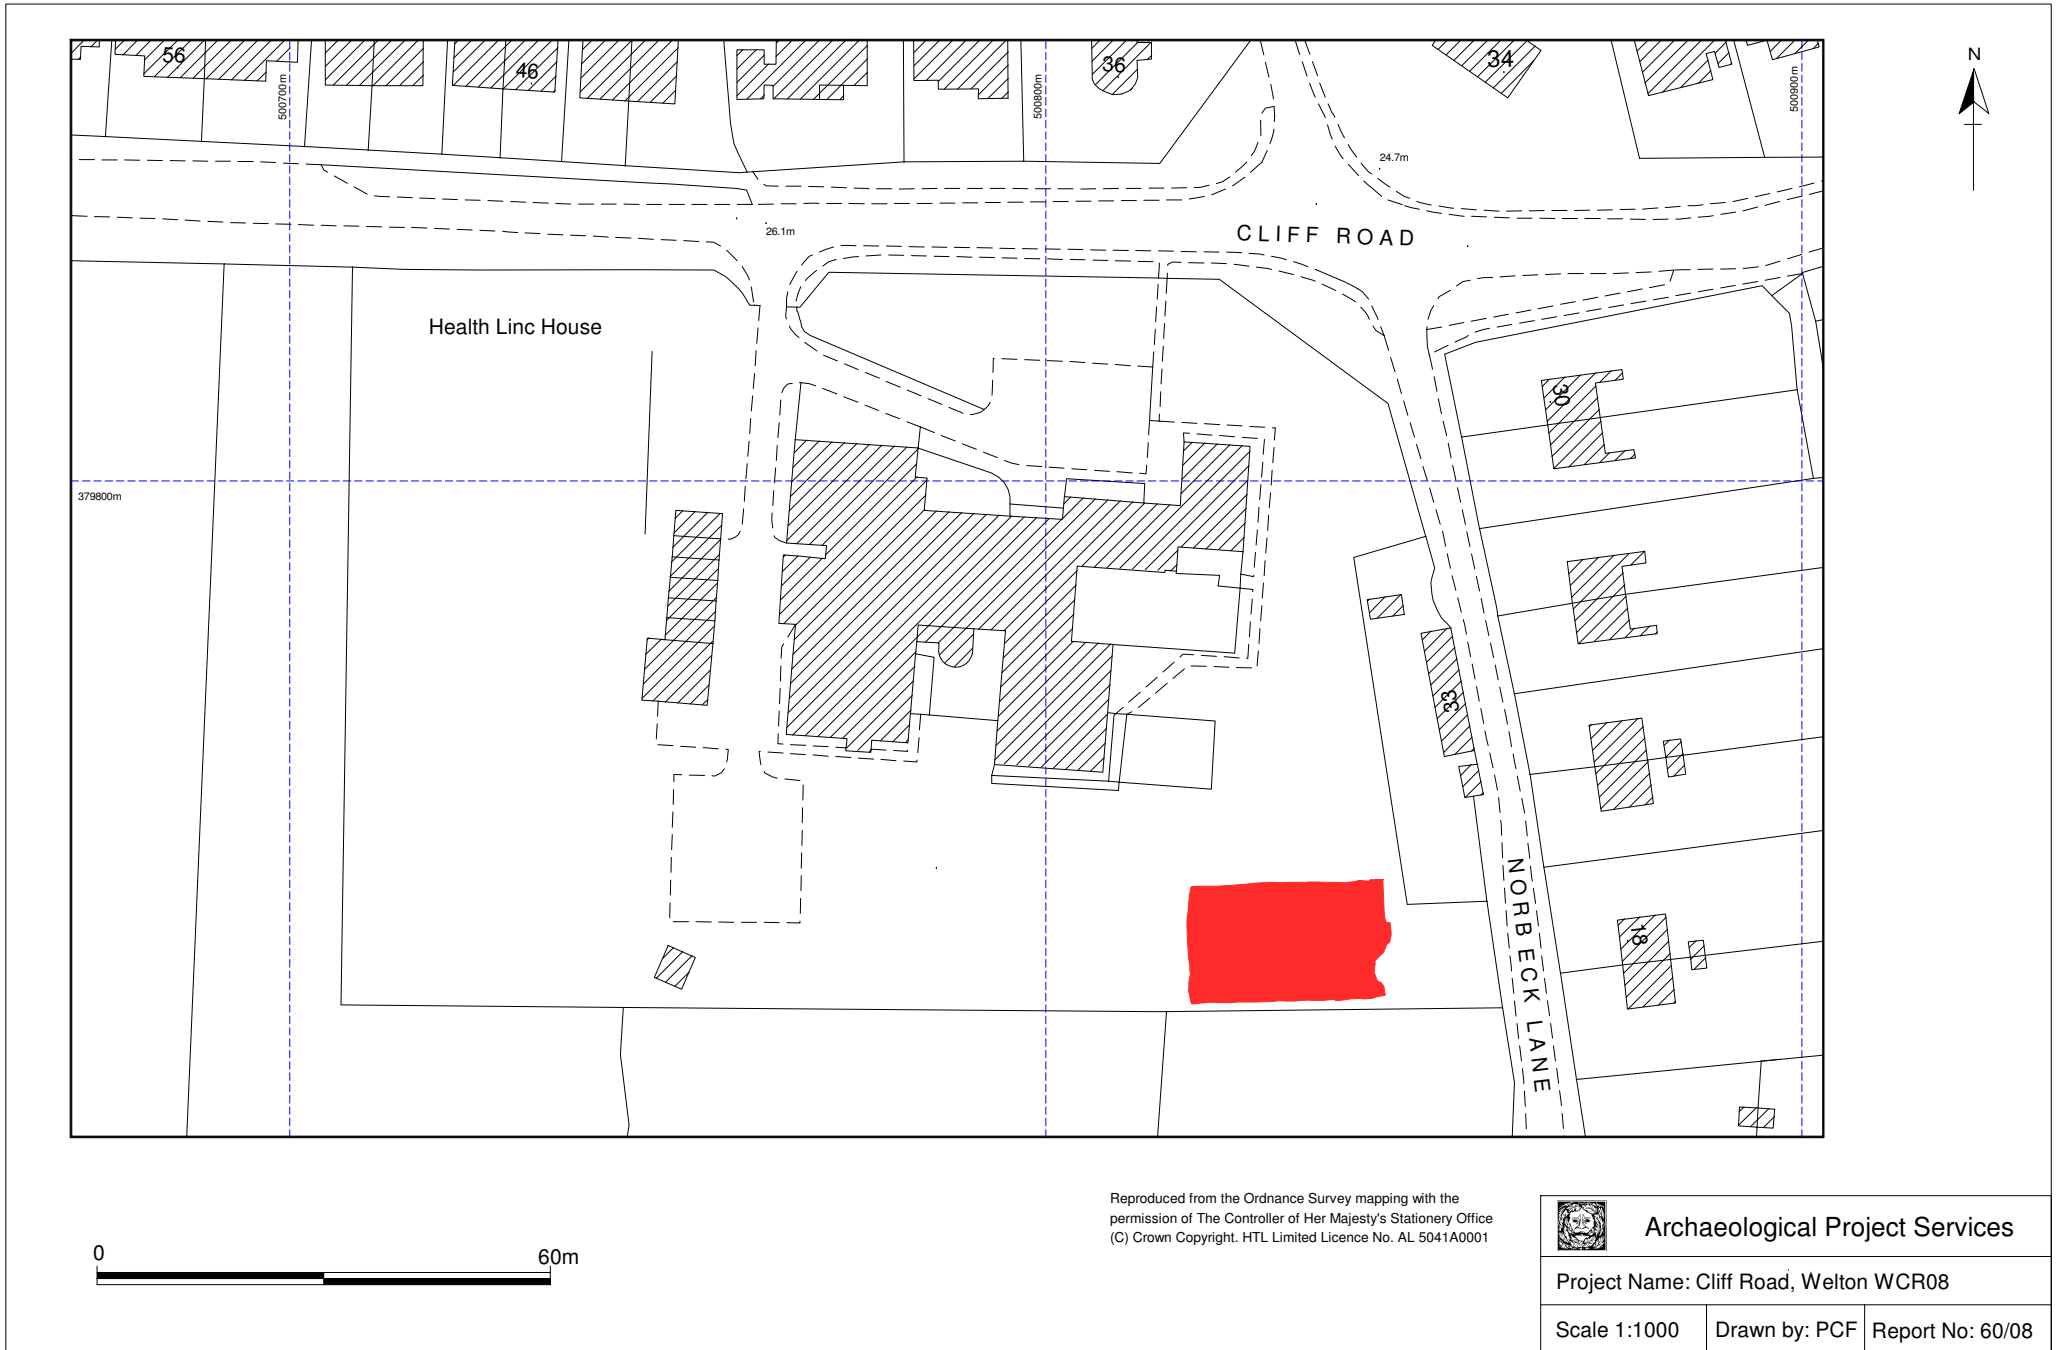 56
46
36
34
N
500700m
500800m
500900m
24.7m
26.1m
CLIFF ROAD
Health Linc House
30
379800m
33
NORBECK LANE
18
Reproduced from the Ordnance Survey mapping with the
permission of The Controller of Her Majesty's Stationery Office
(C) Crown Copyright. HTL Limited Licence No. AL 5041A0001
0
60m
Archaeological Project Services
Project Name: Cliff Road, Welton WCR08
Scale 1:1000
Drawn by: PCF
Report No: 60/08